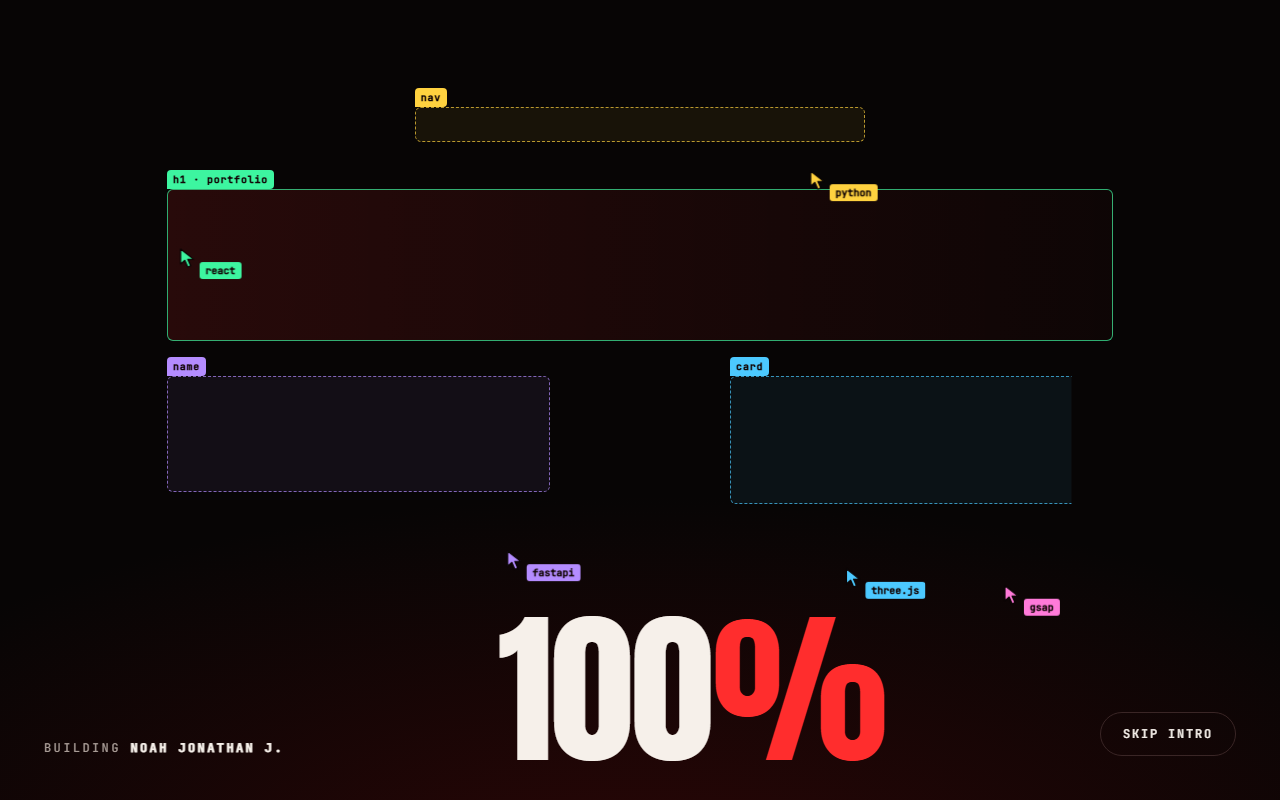 nav
h1 · portfolio
python
react
name
card
fastapi
three.js
gsap
100%
BUILDING NOAH JONATHAN J.
SKIP INTRO